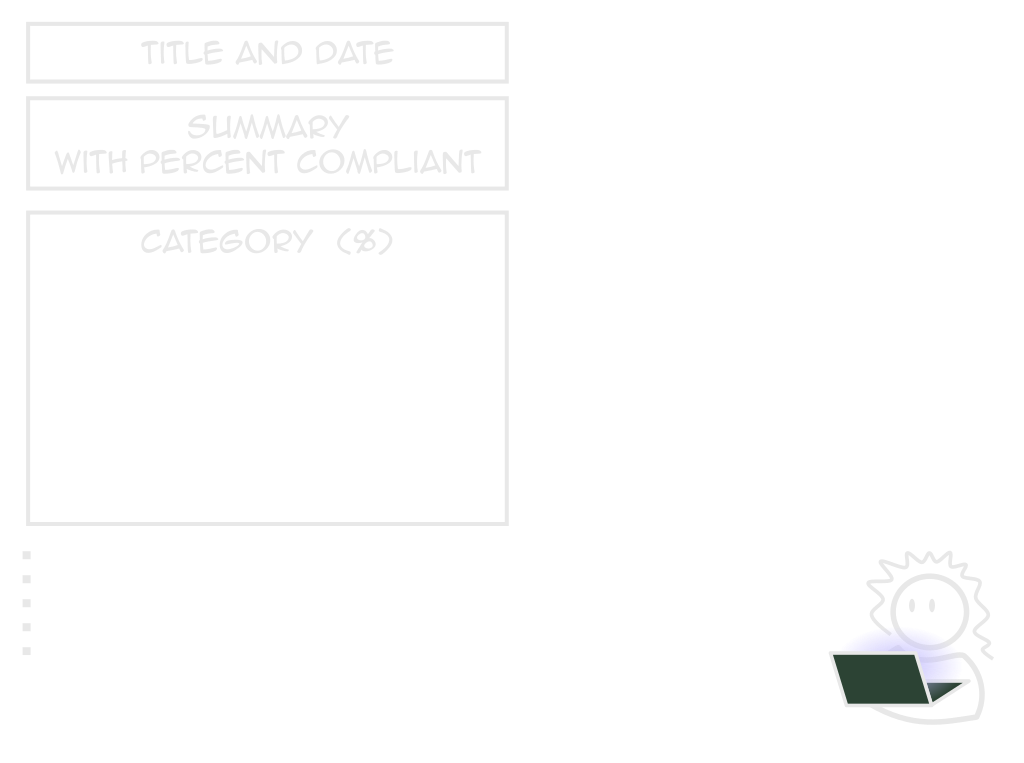 TITLE AND DATE
SUMMARY
WITH PERCENT COMPLIANT
CATEGORY (%)